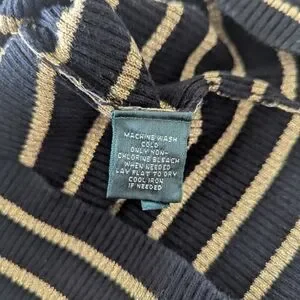 MACHINE WASH
COLD
ONLY NON-
CHLORINE BLEACH
WHEN NEEDED
LAY FLAT TO DRY
COOL IRON
IF NEEDED